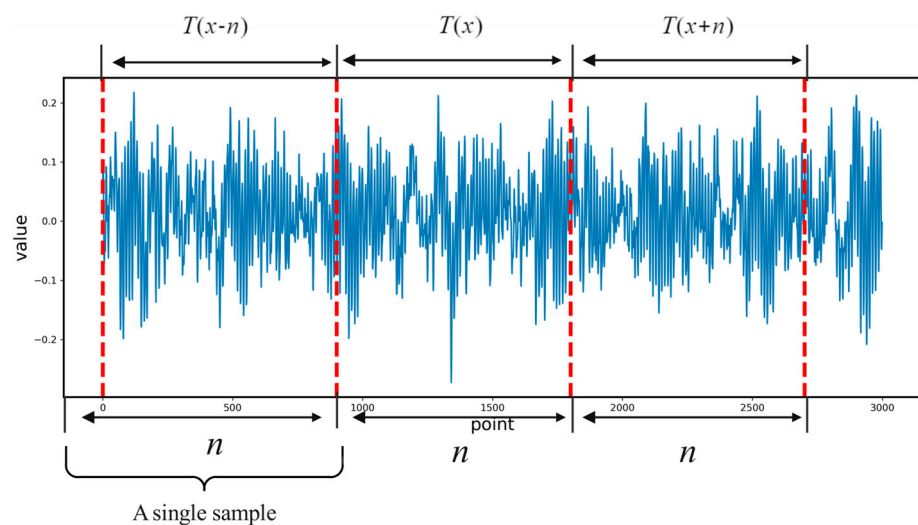 T(x-n) T(x) T(x+n)
0.2
0.1
0.0
−0.1
−0.2
value
0 500 1000 1500 2000 2500 3000
point
n n n
A single sample